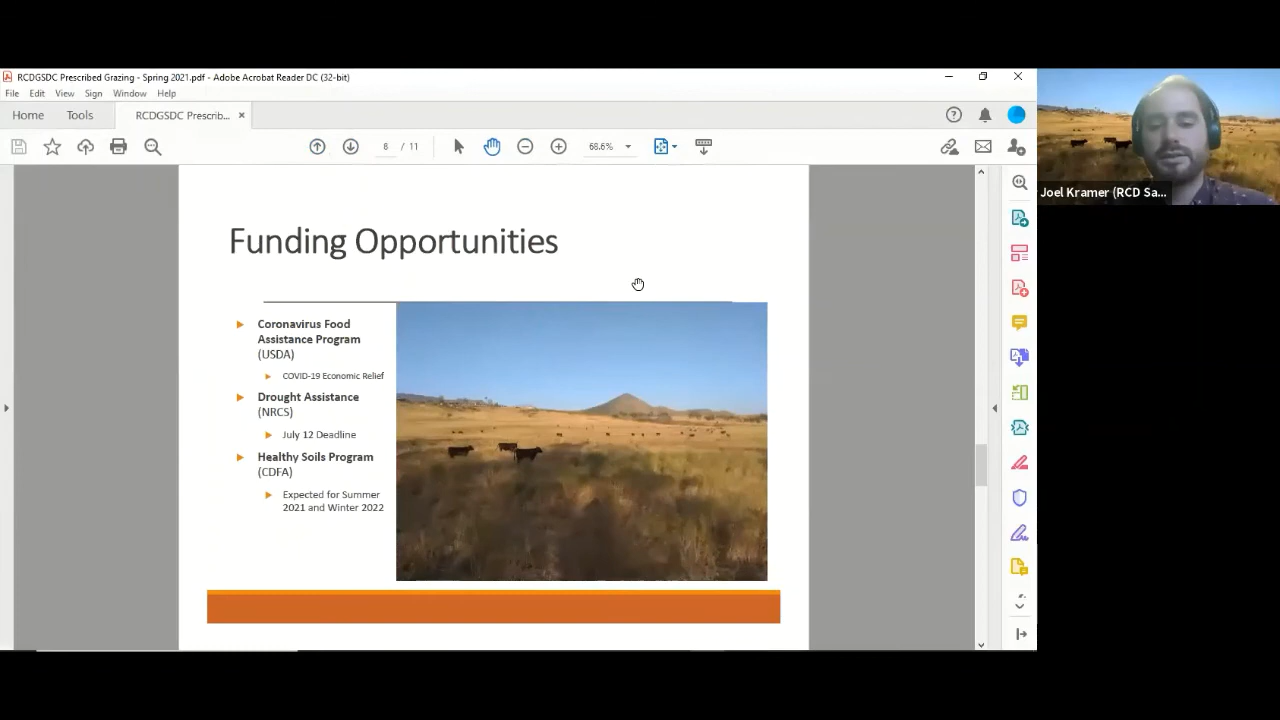 RCDGSDC Prescribed Grazing - Spring 2021.pdf - Adobe Acrobat Reader DC (32-bit)
File Edit View Sign Window Help
Home Tools RCDGSDC Prescrib...
8 / 11 68.6%
Joel Kramer (RCD Sa...
Funding Opportunities
Coronavirus Food
Assistance Program
(USDA)
COVID-19 Economic Relief
Drought Assistance
(NRCS)
July 12 Deadline
Healthy Soils Program
(CDFA)
Expected for Summer
2021 and Winter 2022